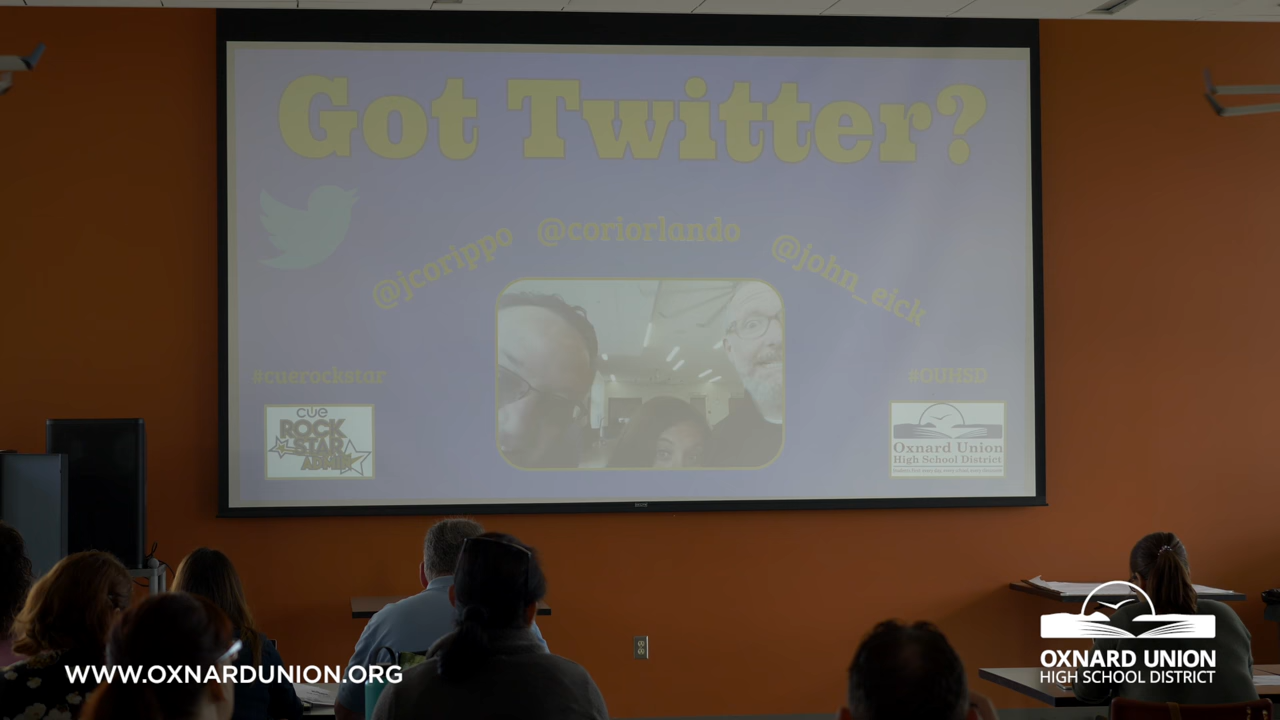 Got Twitter?
@jcorippo
@coriorlando
@john_eick
#cuerockstar
#OUHSD
cue
ROCK
STAR
ADMIN
Oxnard Union
High School District
WWW.OXNARDUNION.ORG
OXNARD UNION
HIGH SCHOOL DISTRICT